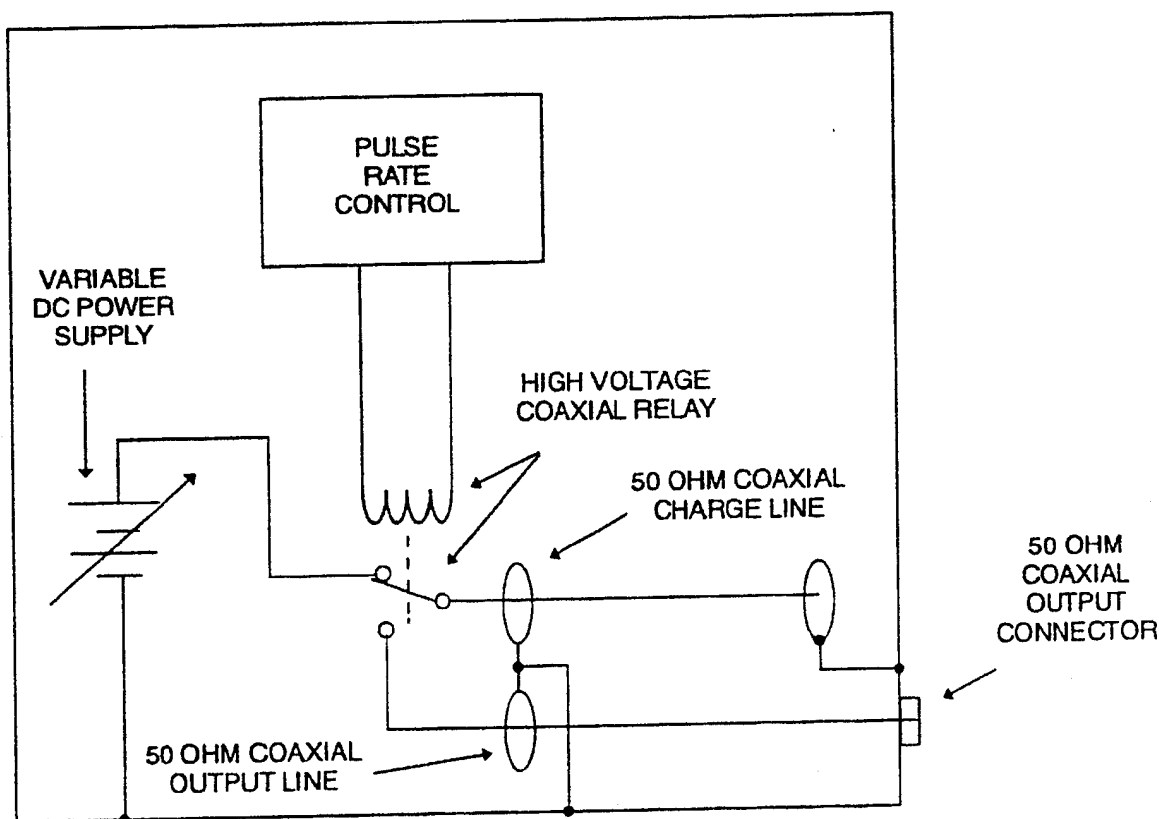 PULSE
RATE
CONTROL
VARIABLE
DC POWER
SUPPLY
HIGH VOLTAGE
COAXIAL RELAY
50 OHM COAXIAL
CHARGE LINE
50 OHM
COAXIAL
OUTPUT
CONNECTOR
50 OHM COAXIAL
OUTPUT LINE